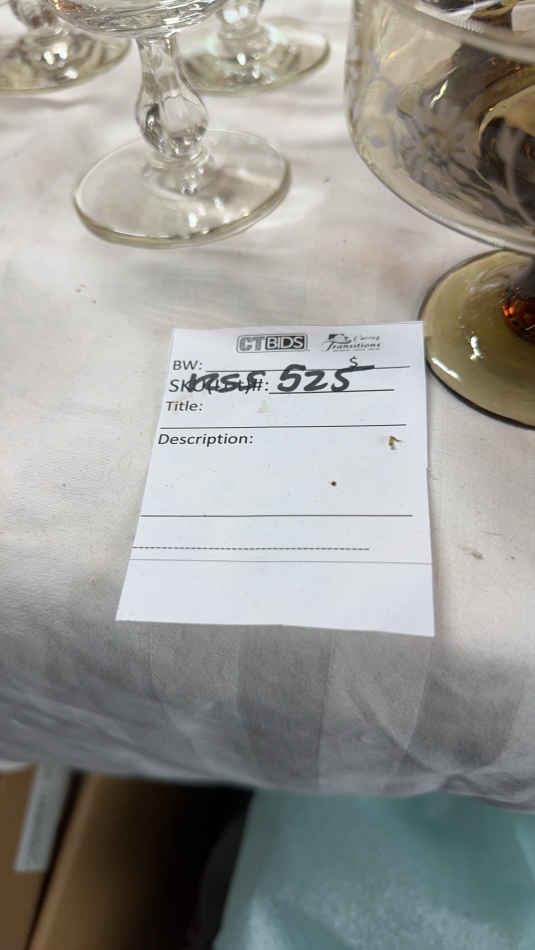 CTBIDS Caring Transitions
BW: $
SKU 525
Title:
Description: